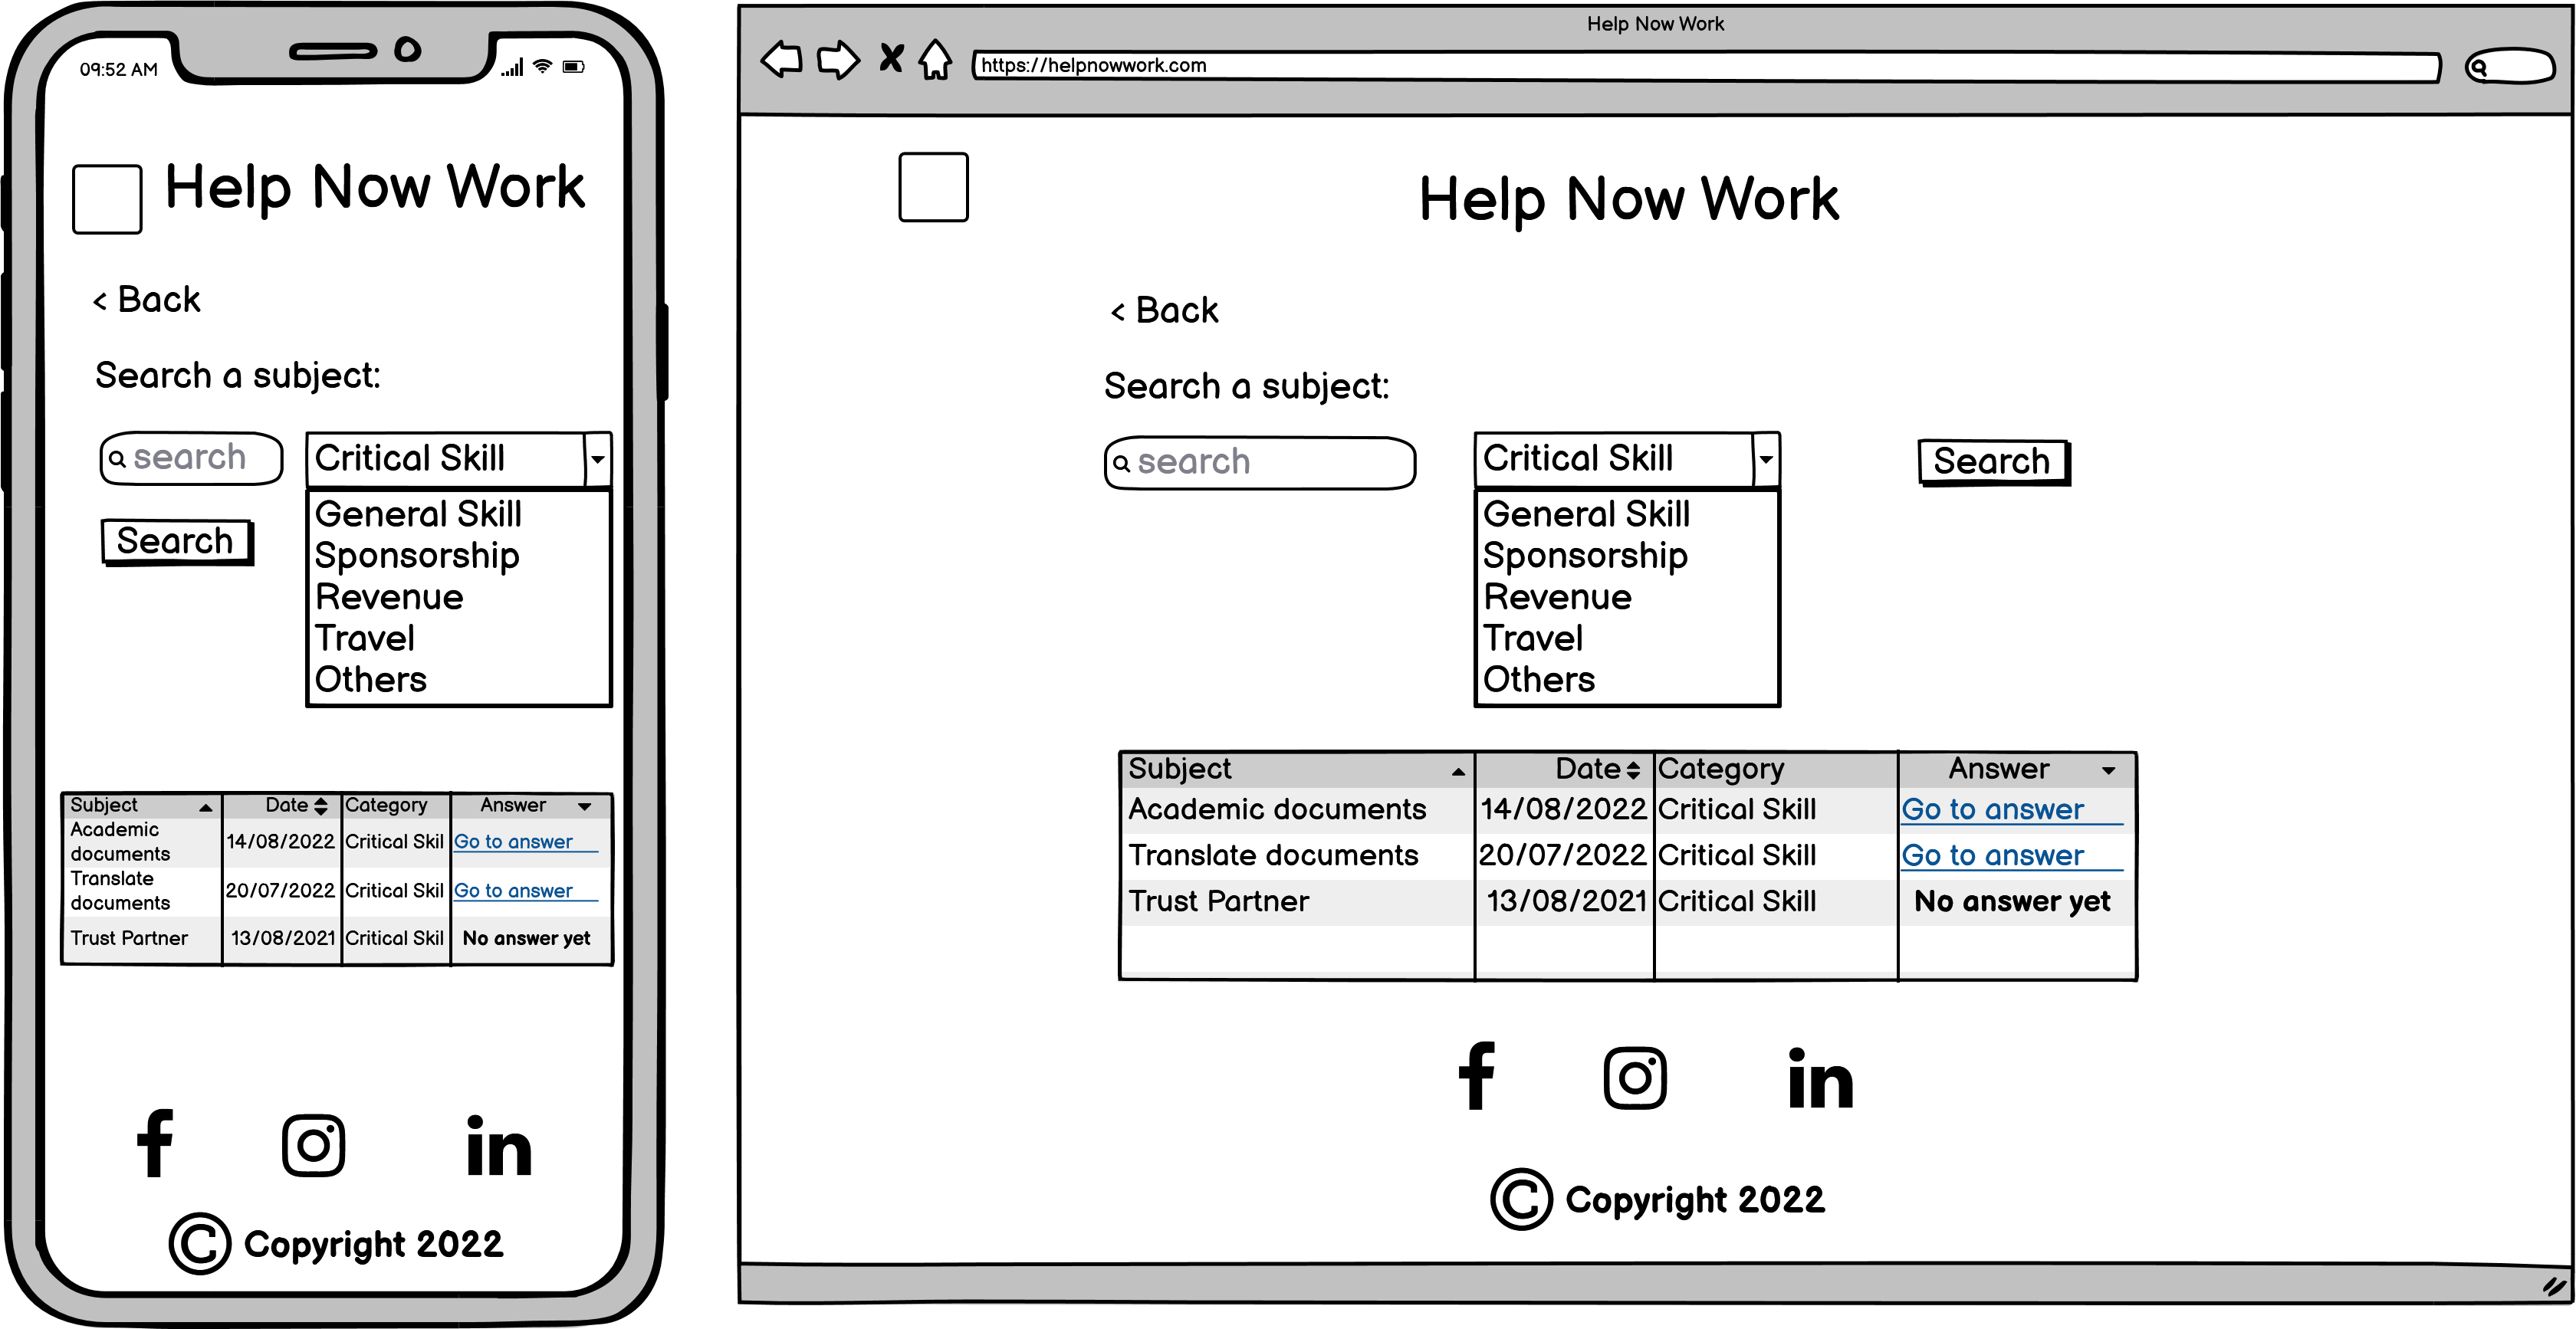 09:52 AM
Help Now Work
< Back
Search a subject:
search
Critical Skill
General Skill
Sponsorship
Revenue
Travel
Others
Search
Subject Date Category Answer
Academic documents 14/08/2022 Critical Skil Go to answer
Translate documents 20/07/2022 Critical Skil Go to answer
Trust Partner 13/08/2021 Critical Skil No answer yet
f
in
© Copyright 2022
Help Now Work
https://helpnowwork.com
Help Now Work
< Back
Search a subject:
search
Critical Skill
Search
General Skill
Sponsorship
Revenue
Travel
Others
Subject Date Category Answer
Academic documents 14/08/2022 Critical Skill Go to answer
Translate documents 20/07/2022 Critical Skill Go to answer
Trust Partner 13/08/2021 Critical Skill No answer yet
f
in
© Copyright 2022